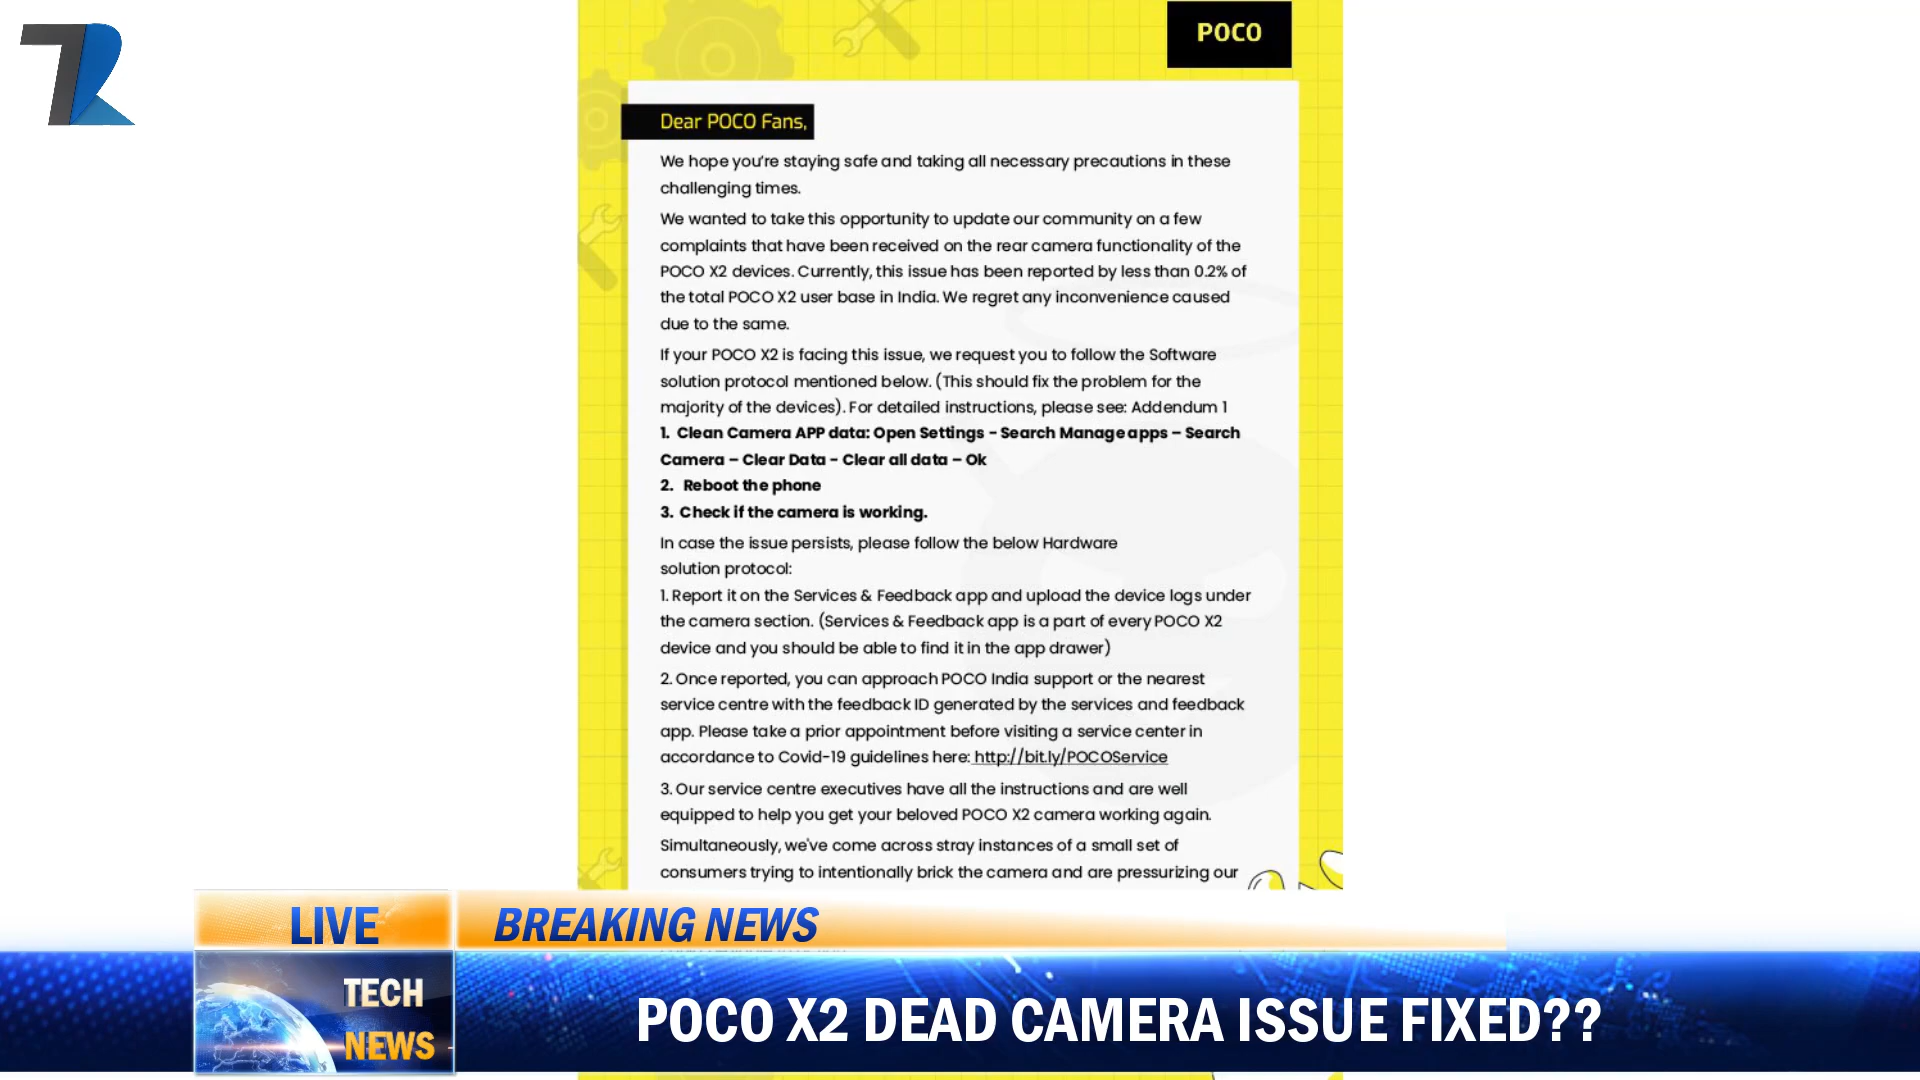 POCO
Dear POCO Fans,
We hope you're staying safe and taking all necessary precautions in these
challenging times.
We wanted to take this opportunity to update our community on a few
complaints that have been received on the rear camera functionality of the
POCO X2 devices. Currently, this issue has been reported by less than 0.2% of
the total POCO X2 user base in India. We regret any inconvenience caused
due to the same.
If your POCO X2 is facing this issue, we request you to follow the Software
solution protocol mentioned below. (This should fix the problem for the
majority of the devices). For detailed instructions, please see: Addendum 1
1. Clean Camera APP data: Open Settings - Search Manage apps – Search
Camera – Clear Data - Clear all data – Ok
2. Reboot the phone
3. Check if the camera is working.
In case the issue persists, please follow the below Hardware
solution protocol:
1. Report it on the Services & Feedback app and upload the device logs under
the camera section. (Services & Feedback app is a part of every POCO X2
device and you should be able to find it in the app drawer)
2. Once reported, you can approach POCO India support or the nearest
service centre with the feedback ID generated by the services and feedback
app. Please take a prior appointment before visiting a service center in
accordance to Covid-19 guidelines here: http://bit.ly/POCOService
3. Our service centre executives have all the instructions and are well
equipped to help you get your beloved POCO X2 camera working again.
Simultaneously, we've come across stray instances of a small set of
consumers trying to intentionally brick the camera and are pressurizing our
LIVE
BREAKING NEWS
TECH
NEWS
POCO X2 DEAD CAMERA ISSUE FIXED??